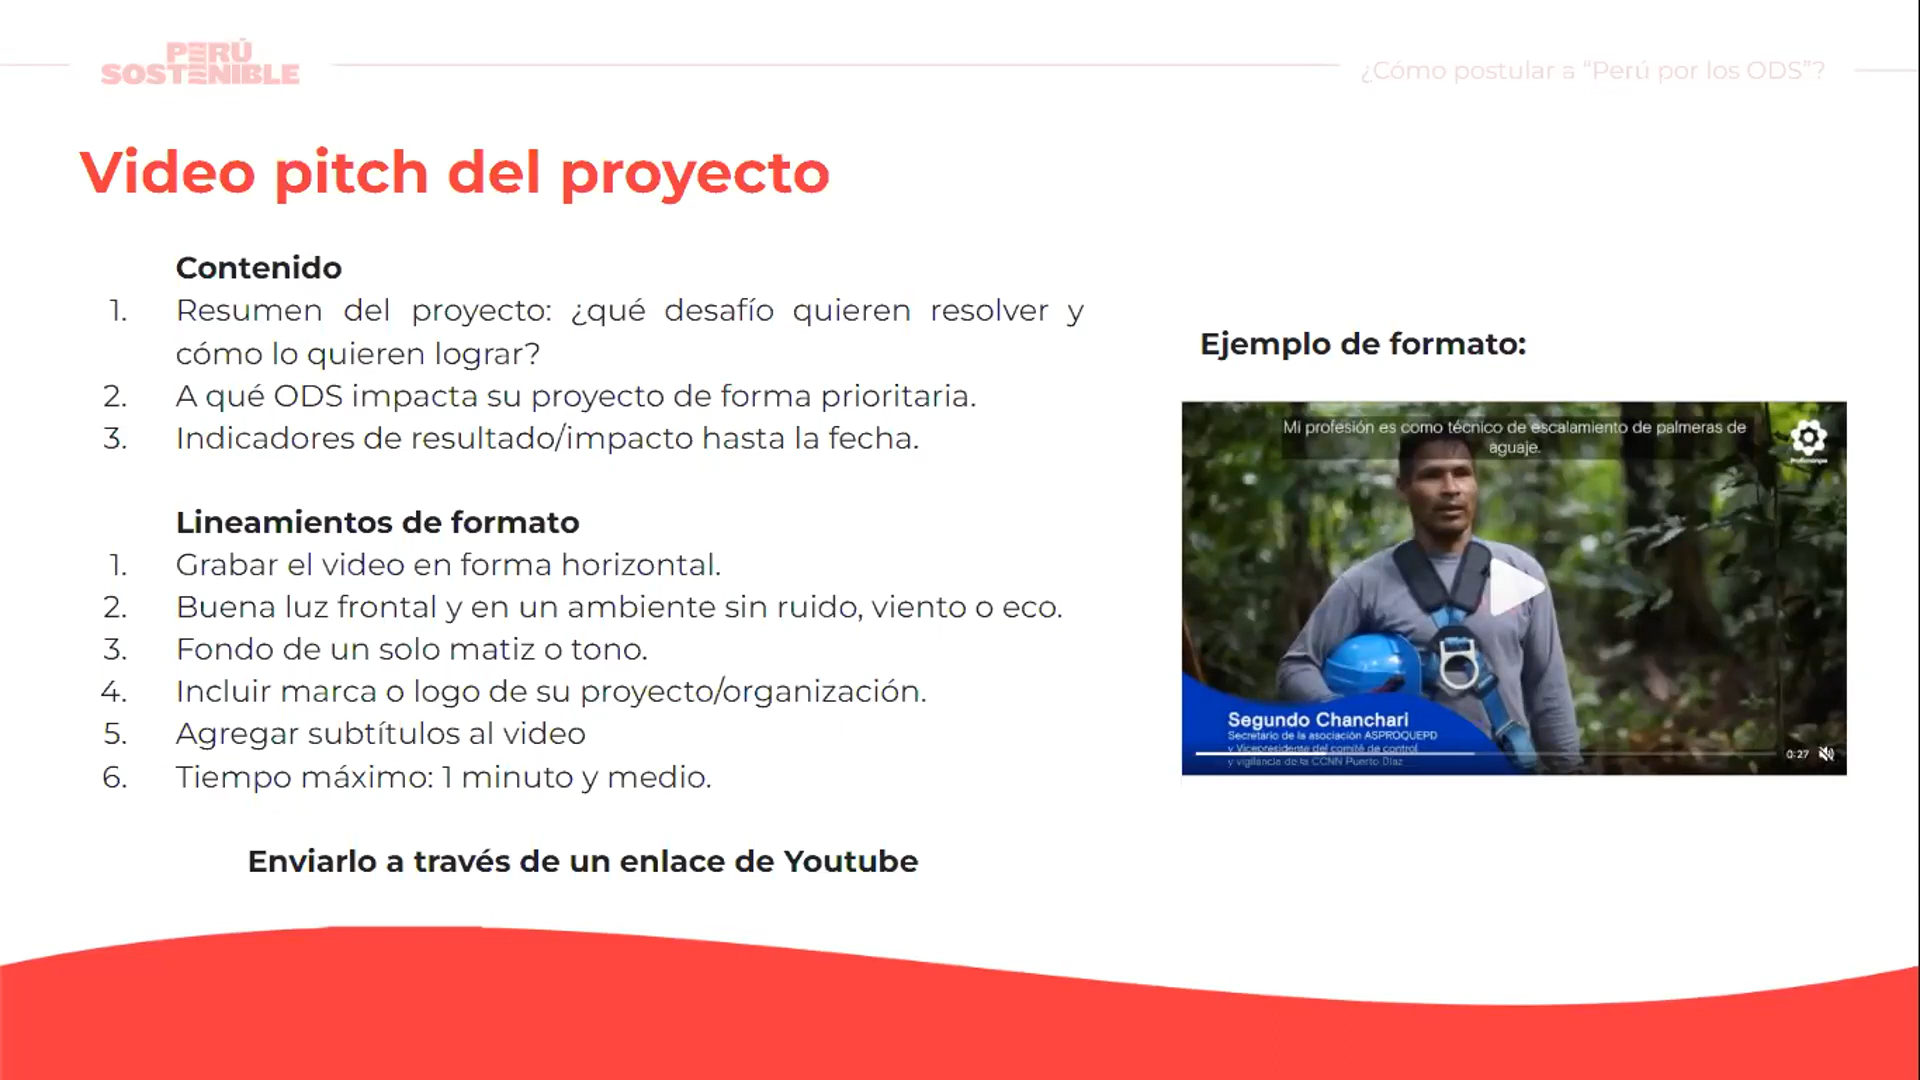 PERÚ
SOSTENIBLE
¿Cómo postular a “Perú por los ODS”?
Video pitch del proyecto
Contenido
1. Resumen del proyecto: ¿qué desafío quieren resolver y
cómo lo quieren lograr?
2. A qué ODS impacta su proyecto de forma prioritaria.
3. Indicadores de resultado/impacto hasta la fecha.
Lineamientos de formato
1. Grabar el video en forma horizontal.
2. Buena luz frontal y en un ambiente sin ruido, viento o eco.
3. Fondo de un solo matiz o tono.
4. Incluir marca o logo de su proyecto/organización.
5. Agregar subtítulos al video
6. Tiempo máximo: 1 minuto y medio.
Enviarlo a través de un enlace de Youtube
Ejemplo de formato:
Mi profesión es como técnico de escalamiento de palmeras de
aguaje.
Segundo Chanchari
Secretario de la asociación ASPROQUEPD
y Vicepresidente del comité de control
y vigilancia de la CCNN Puerto Díaz
0:27